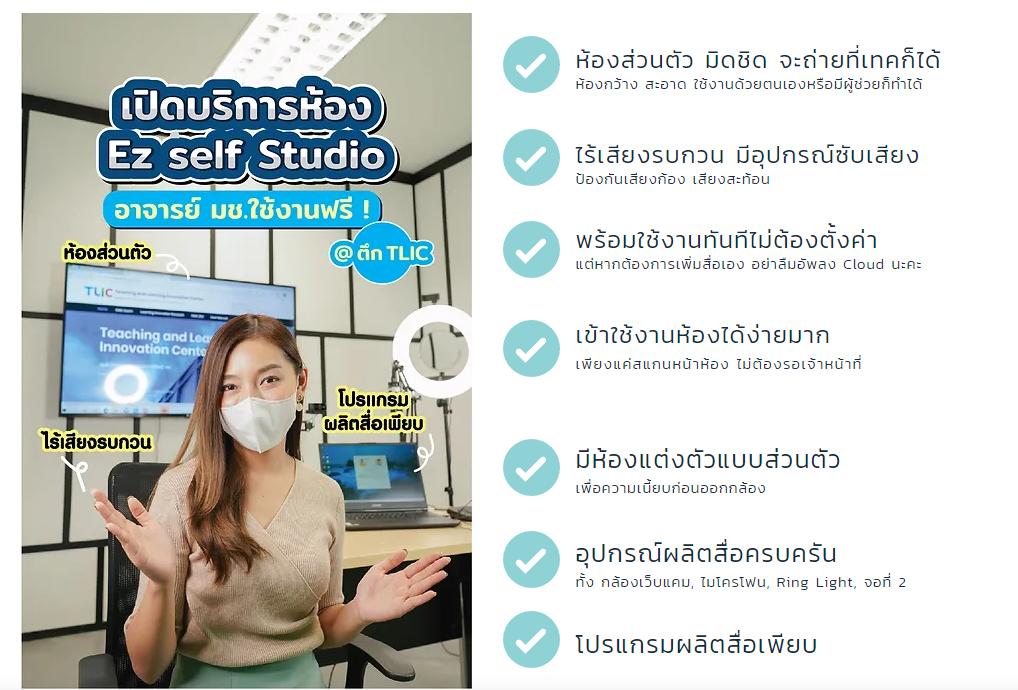 เปิดบริการห้อง
Ez self Studio
อาจารย์ มช.ใช้งานฟรี !
@ ตึก TLIC
ห้องส่วนตัว
TLIC Teaching and Learning Innovation Center
Teaching and Lea
Innovation Cente
โปรแกรม
ผลิตสื่อเพียบ
ไร้เสียงรบกวน
ห้องส่วนตัว มิดชิด จะถ่ายกี่เทคก็ได้
ห้องกว้าง สะอาด ใช้งานด้วยตนเองหรือมีผู้ช่วยก็ทำได้
ไร้เสียงรบกวน มีอุปกรณ์ซับเสียง
ป้องกันเสียงก้อง เสียงสะท้อน
พร้อมใช้งานทันทีไม่ต้องตั้งค่า
แต่หากต้องการเพิ่มสื่อเอง อย่าลืมอัพลง Cloud นะคะ
เข้าใช้งานห้องได้ง่ายมาก
เพียงแค่สแกนหน้าห้อง ไม่ต้องรอเจ้าหน้าที่
มีห้องแต่งตัวแบบส่วนตัว
เพื่อความเนี้ยบก่อนออกกล้อง
อุปกรณ์ผลิตสื่อครบครัน
ทั้ง กล้องเว็บแคม, ไมโครโฟน, Ring Light, จอที่ 2
โปรแกรมผลิตสื่อเพียบ